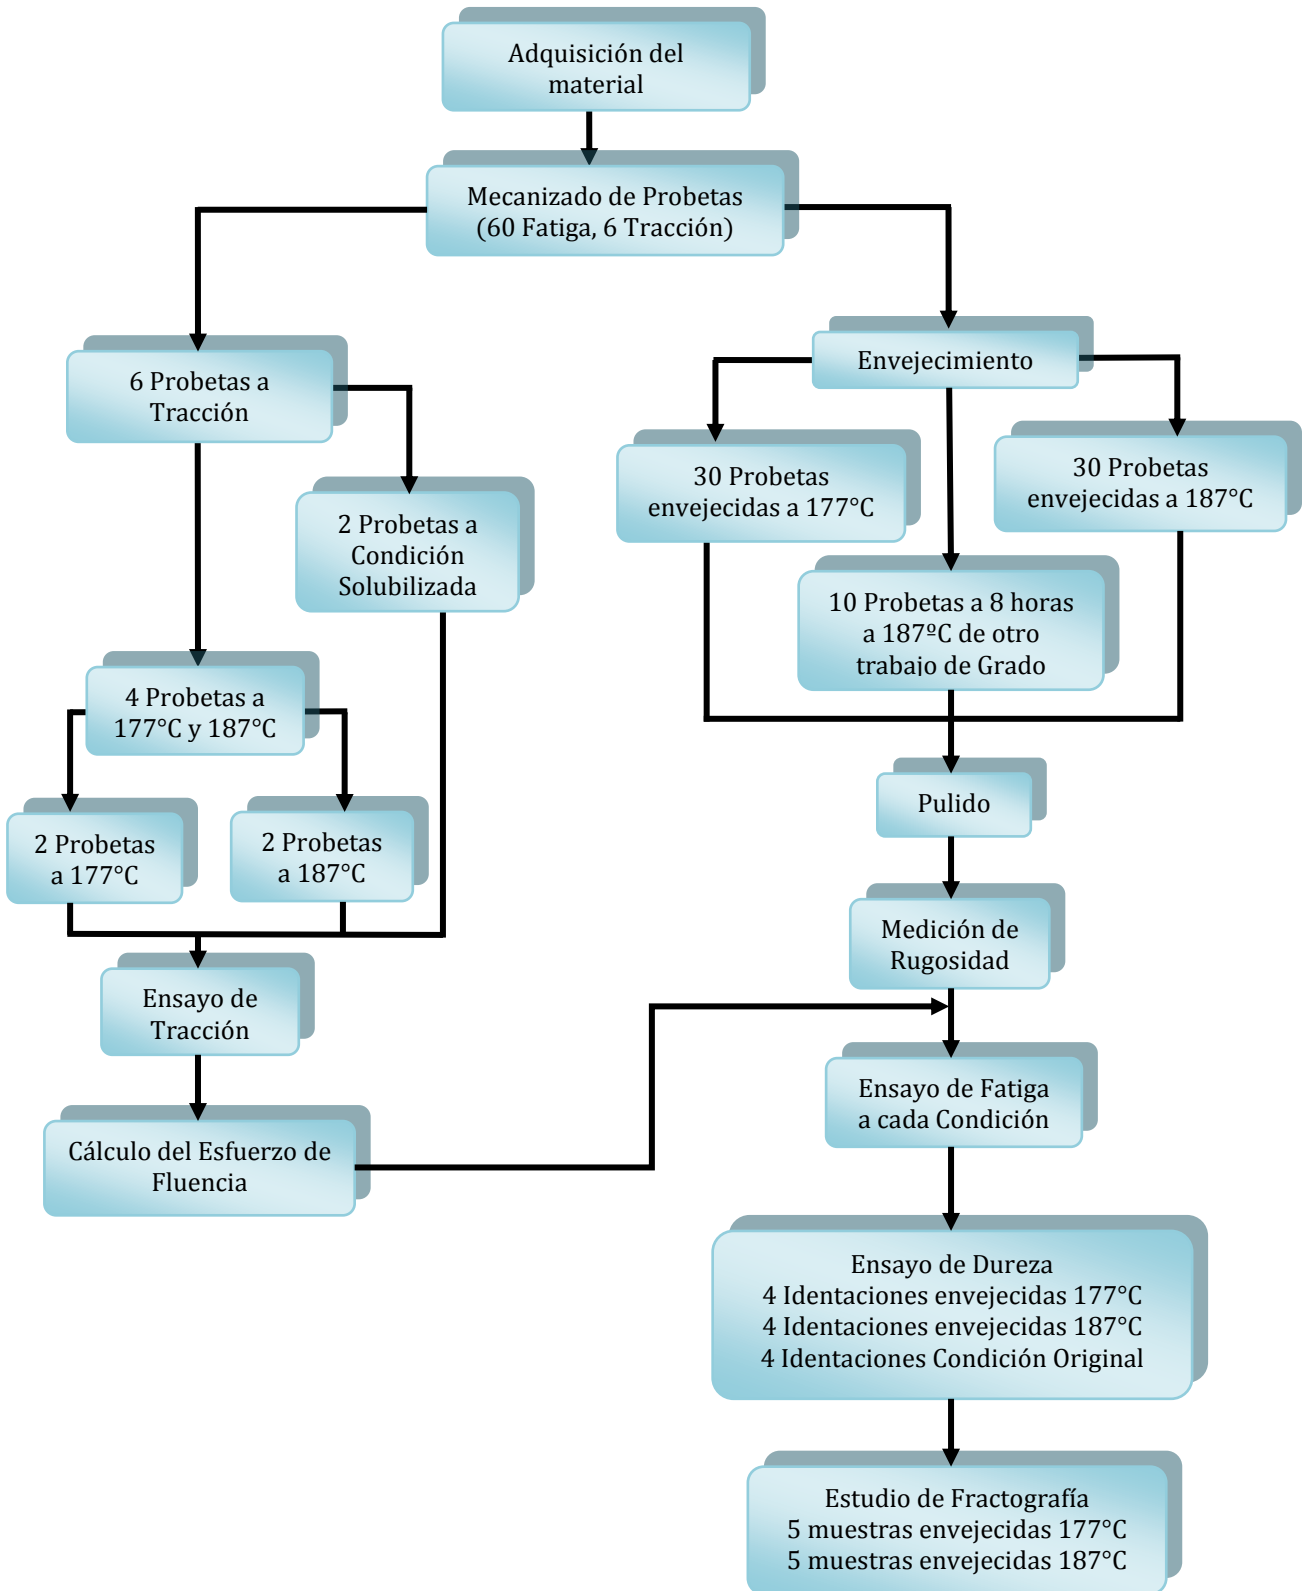 Adquisición del
material
Mecanizado de Probetas
(60 Fatiga, 6 Tracción)
6 Probetas a
Tracción
2 Probetas a
Condición
Solubilizada
4 Probetas a
177°C y 187°C
2 Probetas
a 177°C
2 Probetas
a 187°C
Ensayo de
Tracción
Cálculo del Esfuerzo de
Fluencia
Envejecimiento
30 Probetas
envejecidas a 177°C
30 Probetas
envejecidas a 187°C
10 Probetas a 8 horas
a 187ºC de otro
trabajo de Grado
Pulido
Medición de
Rugosidad
Ensayo de Fatiga
a cada Condición
Ensayo de Dureza
4 Identaciones envejecidas 177°C
4 Identaciones envejecidas 187°C
4 Identaciones Condición Original
Estudio de Fractografía
5 muestras envejecidas 177°C
5 muestras envejecidas 187°C